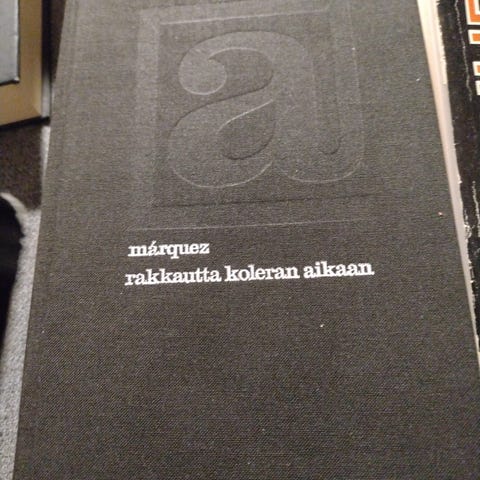 a
márquez
rakkautta koleran aikaan